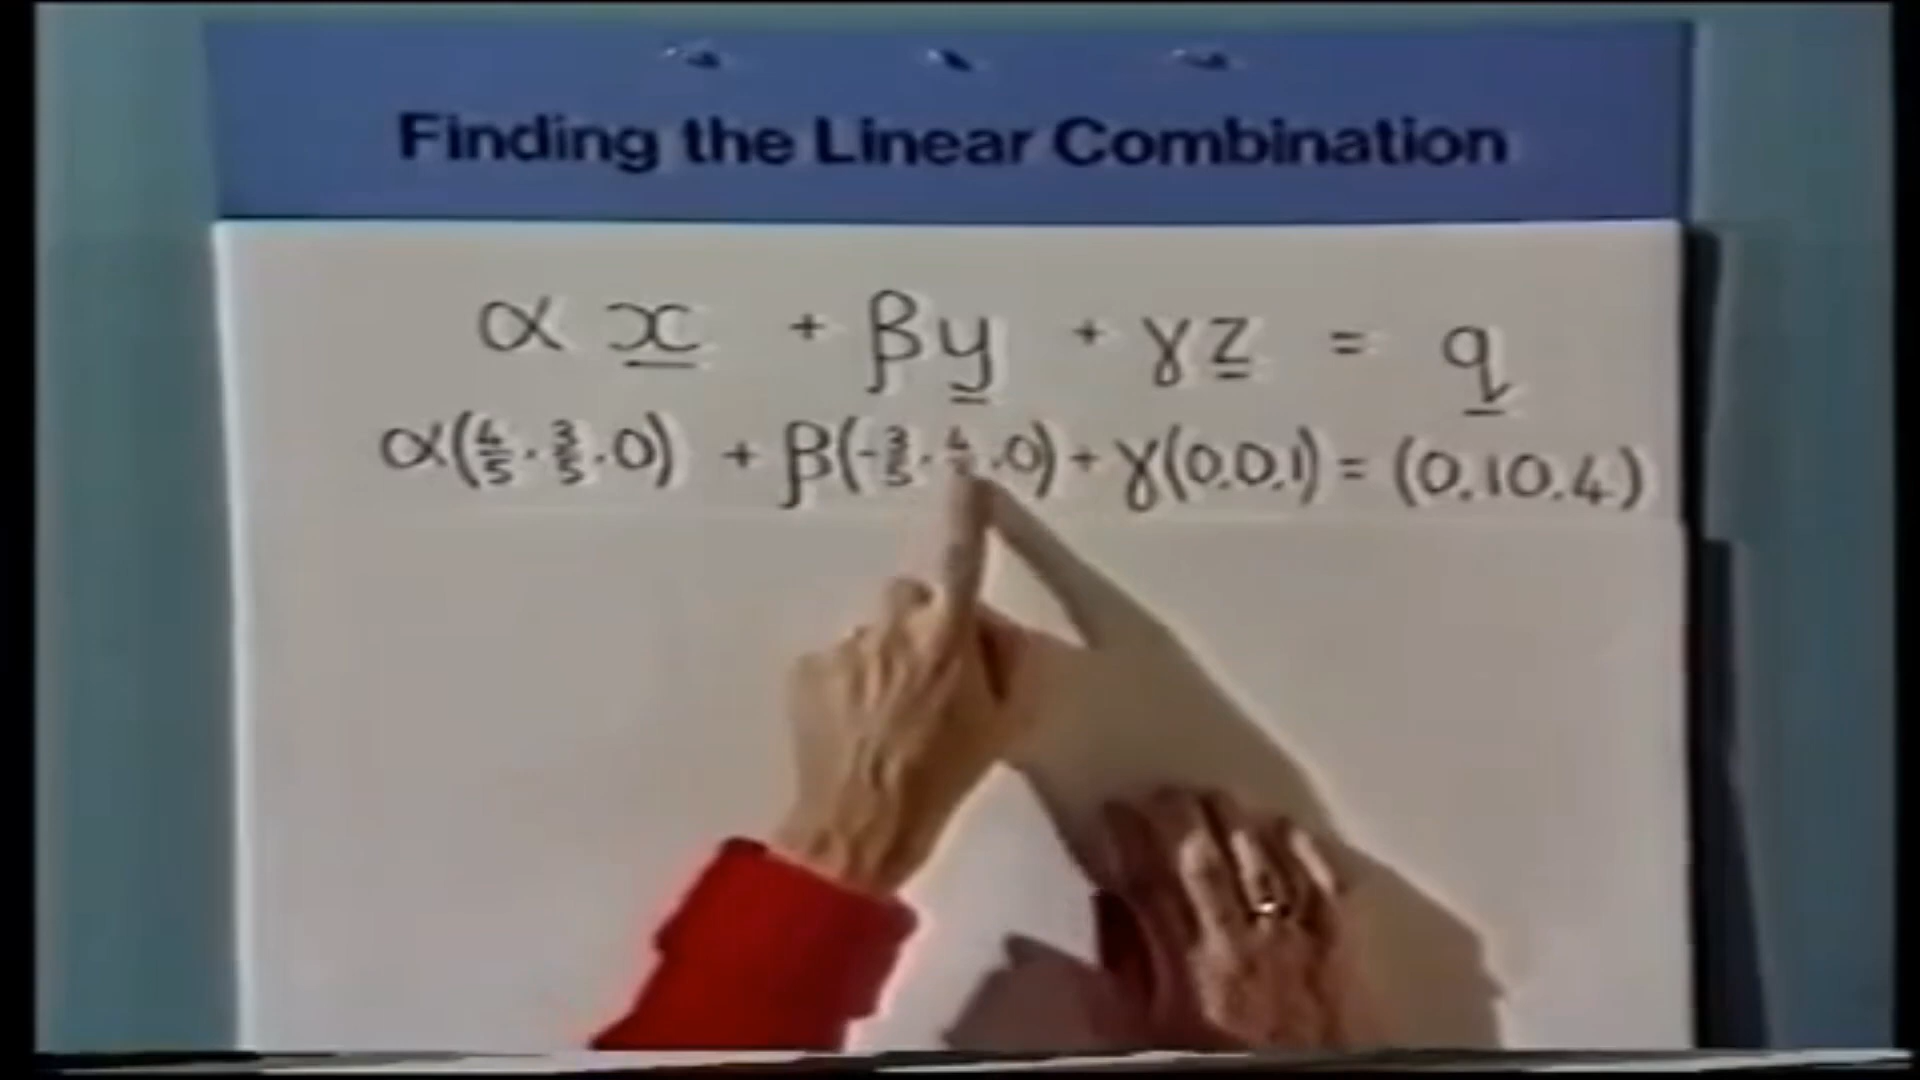 Finding the Linear Combination
α x + β y + γ z = q
α(4/5, 3/5, 0) + β(-3/5, 4/5, 0) + γ(0,0,1) = (0,10,4)